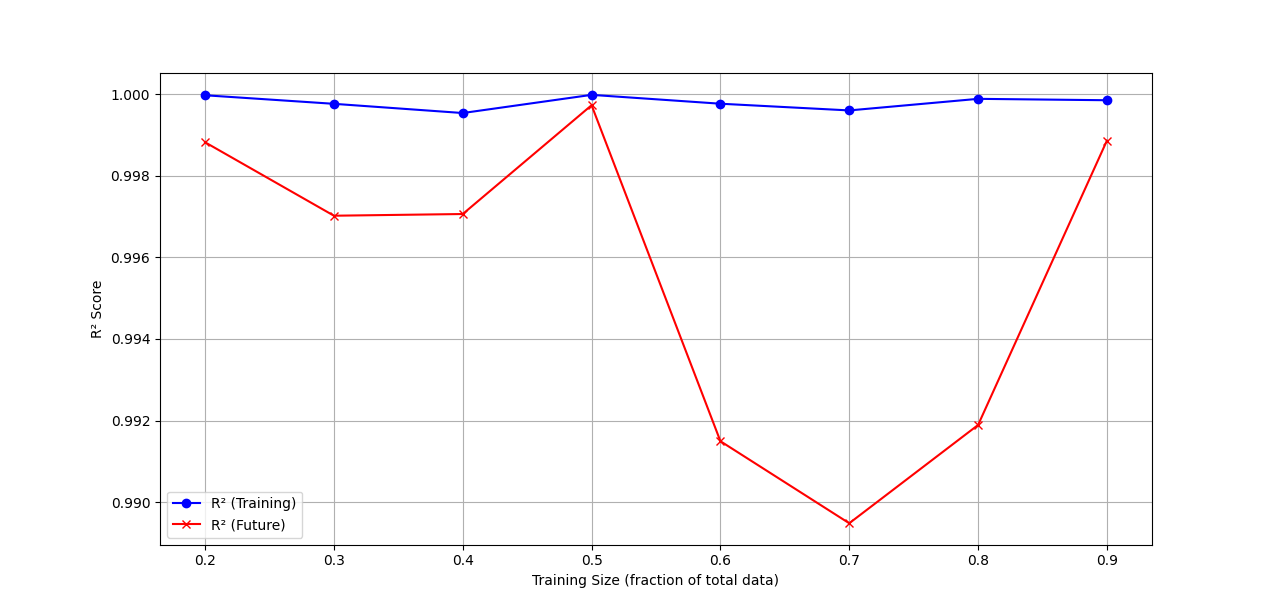 1.000
0.998
0.996
0.994
0.992
0.990
R² Score
R² (Training)
R² (Future)
0.2 0.3 0.4 0.5 0.6 0.7 0.8 0.9
Training Size (fraction of total data)